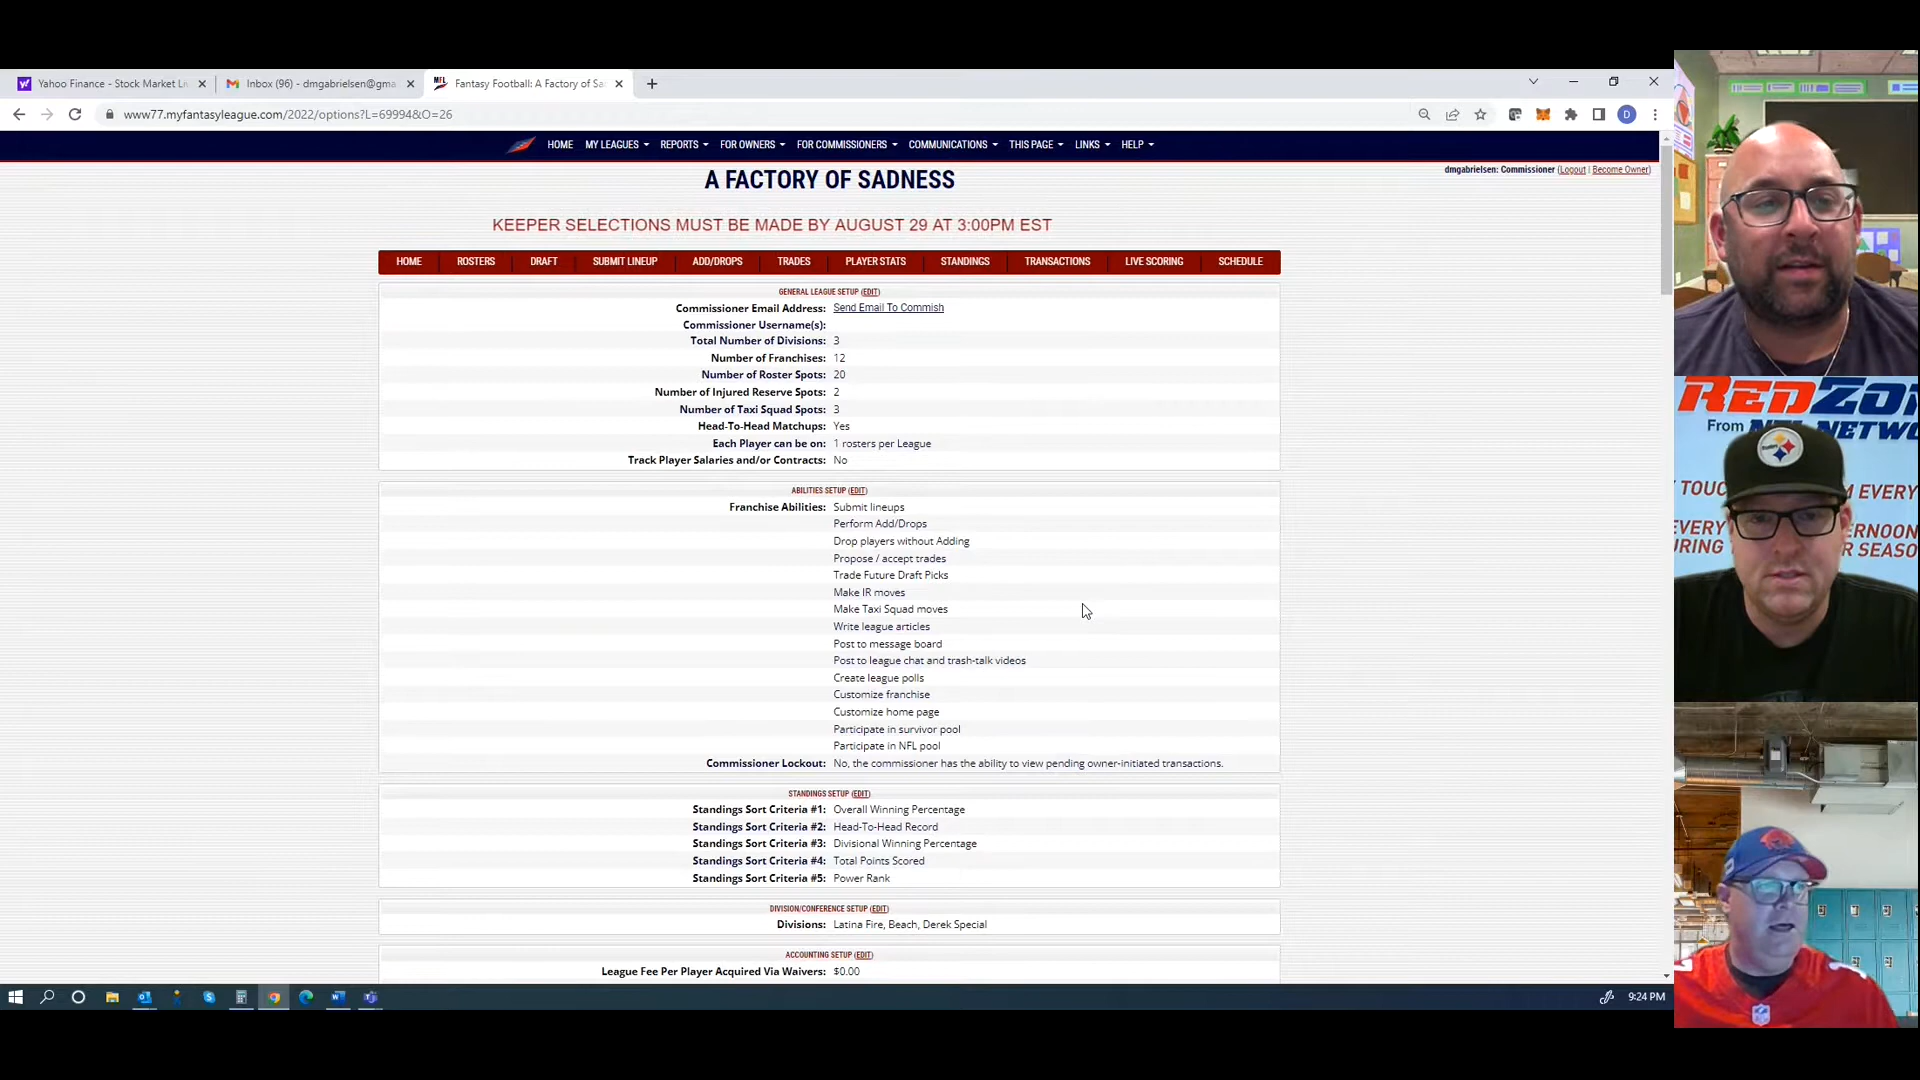 Yahoo Finance - Stock Market Li
Inbox (96) - dmgabrielsen@gma
Fantasy Football: A Factory of Sa
www77.myfantasyleague.com/2022/options?L=69994&O=26
D
HOME MY LEAGUES REPORTS FOR OWNERS FOR COMMISSIONERS COMMUNICATIONS THIS PAGE LINKS HELP
dmgabrielsen: Commissioner (Logout | Become Owner)
A FACTORY OF SADNESS
KEEPER SELECTIONS MUST BE MADE BY AUGUST 29 AT 3:00PM EST
HOME ROSTERS DRAFT SUBMIT LINEUP ADD/DROPS TRADES PLAYER STATS STANDINGS TRANSACTIONS LIVE SCORING SCHEDULE
GENERAL LEAGUE SETUP (EDIT)
Commissioner Email Address: Send Email To Commish
Commissioner Username(s):
Total Number of Divisions: 3
Number of Franchises: 12
Number of Roster Spots: 20
Number of Injured Reserve Spots: 2
Number of Taxi Squad Spots: 3
Head-To-Head Matchups: Yes
Each Player can be on: 1 rosters per League
Track Player Salaries and/or Contracts: No
ABILITIES SETUP (EDIT)
Franchise Abilities: Submit lineups
Perform Add/Drops
Drop players without Adding
Propose / accept trades
Trade Future Draft Picks
Make IR moves
Make Taxi Squad moves
Write league articles
Post to message board
Post to league chat and trash-talk videos
Create league polls
Customize franchise
Customize home page
Participate in survivor pool
Participate in NFL pool
Commissioner Lockout: No, the commissioner has the ability to view pending owner-initiated transactions.
STANDINGS SETUP (EDIT)
Standings Sort Criteria #1: Overall Winning Percentage
Standings Sort Criteria #2: Head-To-Head Record
Standings Sort Criteria #3: Divisional Winning Percentage
Standings Sort Criteria #4: Total Points Scored
Standings Sort Criteria #5: Power Rank
DIVISION/CONFERENCE SETUP (EDIT)
Divisions: Latina Fire, Beach, Derek Special
ACCOUNTING SETUP (EDIT)
League Fee Per Player Acquired Via Waivers: $0.00
9:24 PM
REDZON
From NFL NETWO
TOUC M EVERY
EVERY ERNOON
URING R SEASO